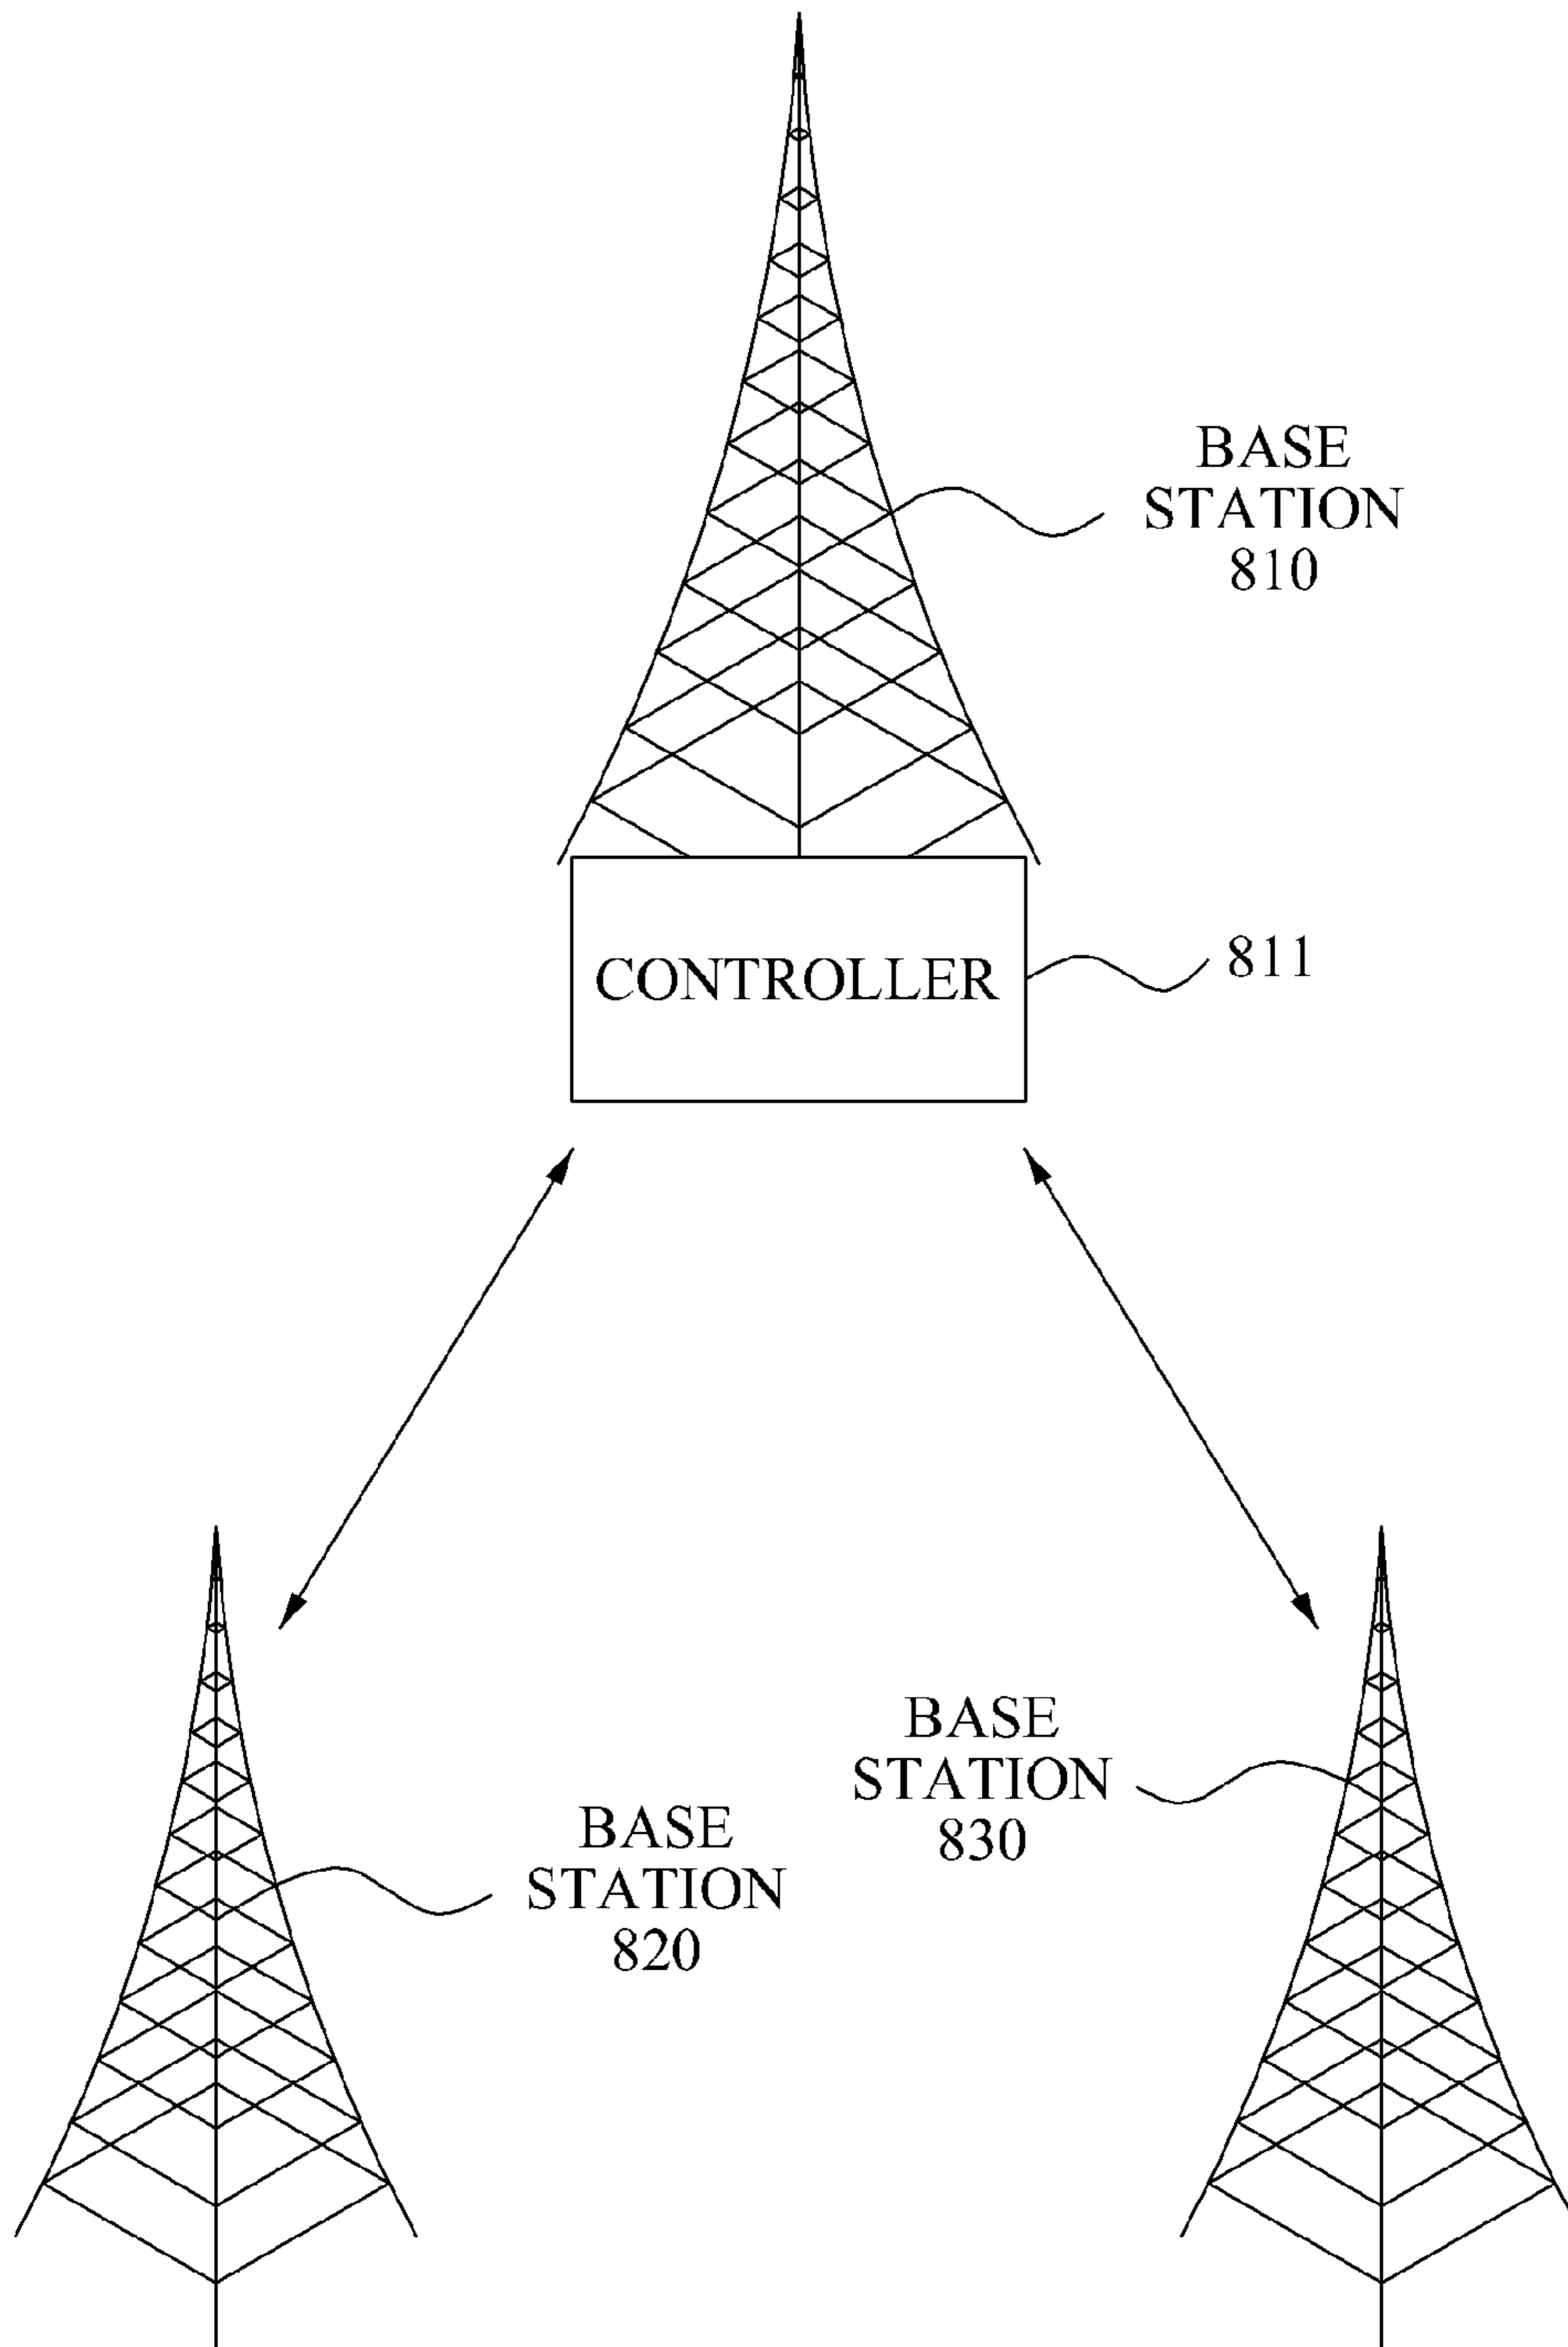 BASE
STATION
810
CONTROLLER
811
BASE
STATION
830
BASE
STATION
820